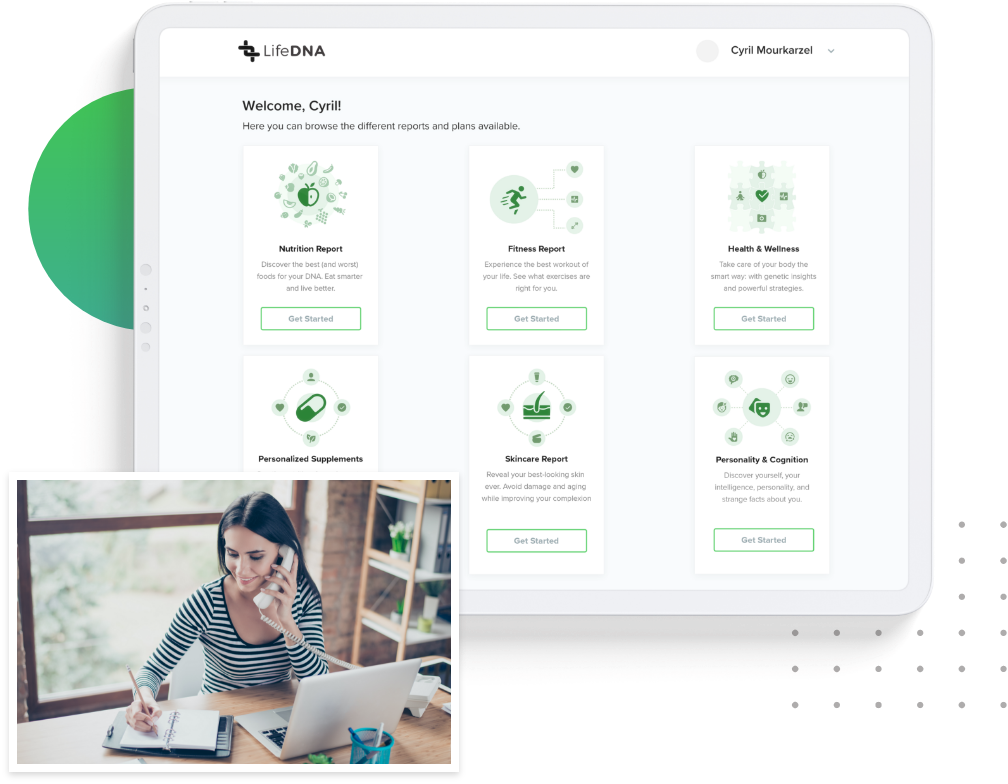 LifeDNA
Cyril Mourkarzel
Welcome, Cyril!
Here you can browse the different reports and plans available.
Nutrition Report
Discover the best (and worst)
foods for your DNA. Eat smarter
and live better.
Get Started
Fitness Report
Experience the best workout of
your life. See what exercises are
right for you.
Get Started
Health & Wellness
Take care of your body the
smart way: with genetic insights
and powerful strategies.
Get Started
Personalized Supplements
Skincare Report
Reveal your best-looking skin
ever. Avoid damage and aging
while improving your complexion
Get Started
Personality & Cognition
Discover yourself, your
intelligence, personality, and
strange facts about you.
Get Started